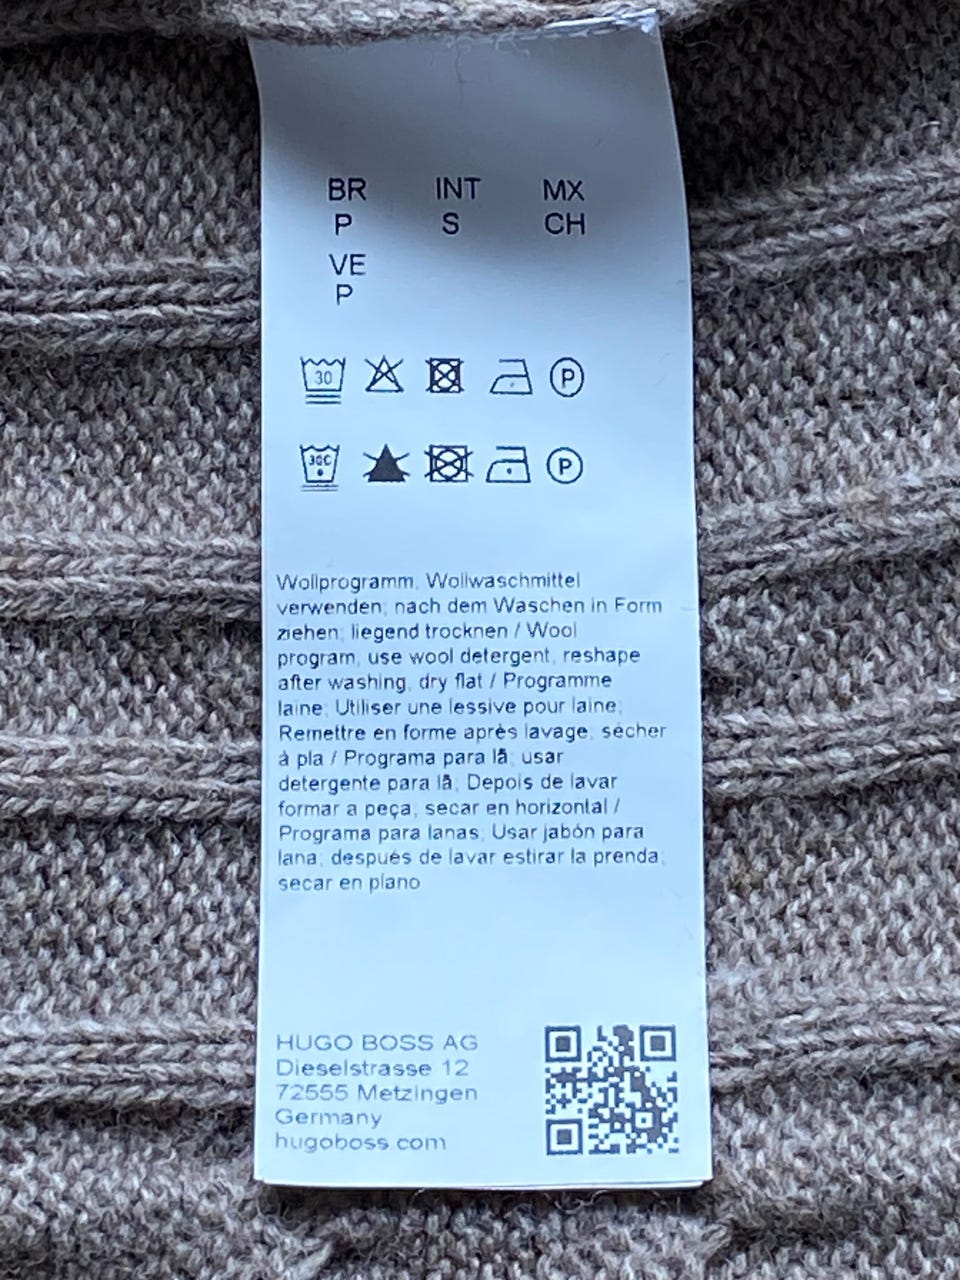 BR INT MX
P S CH
VE
P
30 P
30C P
Wollprogramm, Wollwaschmittel
verwenden; nach dem Waschen in Form
ziehen; liegend trocknen / Wool
program, use wool detergent, reshape
after washing, dry flat / Programme
laine; Utiliser une lessive pour laine;
Remettre en forme après lavage; sécher
à pla / Programa para lã; usar
detergente para lã; Depois de lavar
formar a peça; secar en horizontal /
Programa para lanas; Usar jabón para
lana; después de lavar estirar la prenda;
secar en plano
HUGO BOSS AG
Dieselstrasse 12
72555 Metzingen
Germany
hugoboss.com